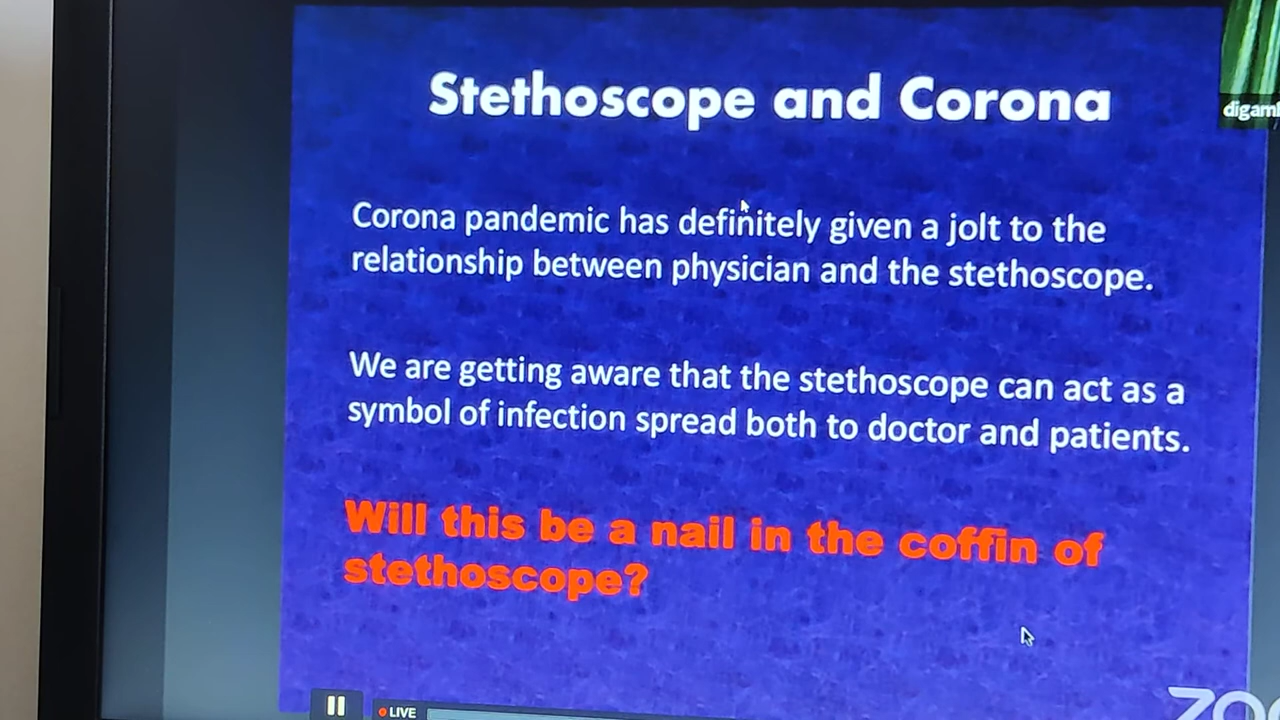 Stethoscope and Corona
digam
Corona pandemic has definitely given a jolt to the
relationship between physician and the stethoscope.
We are getting aware that the stethoscope can act as a
symbol of infection spread both to doctor and patients.
Will this be a nail in the coffin of
stethoscope?
LIVE